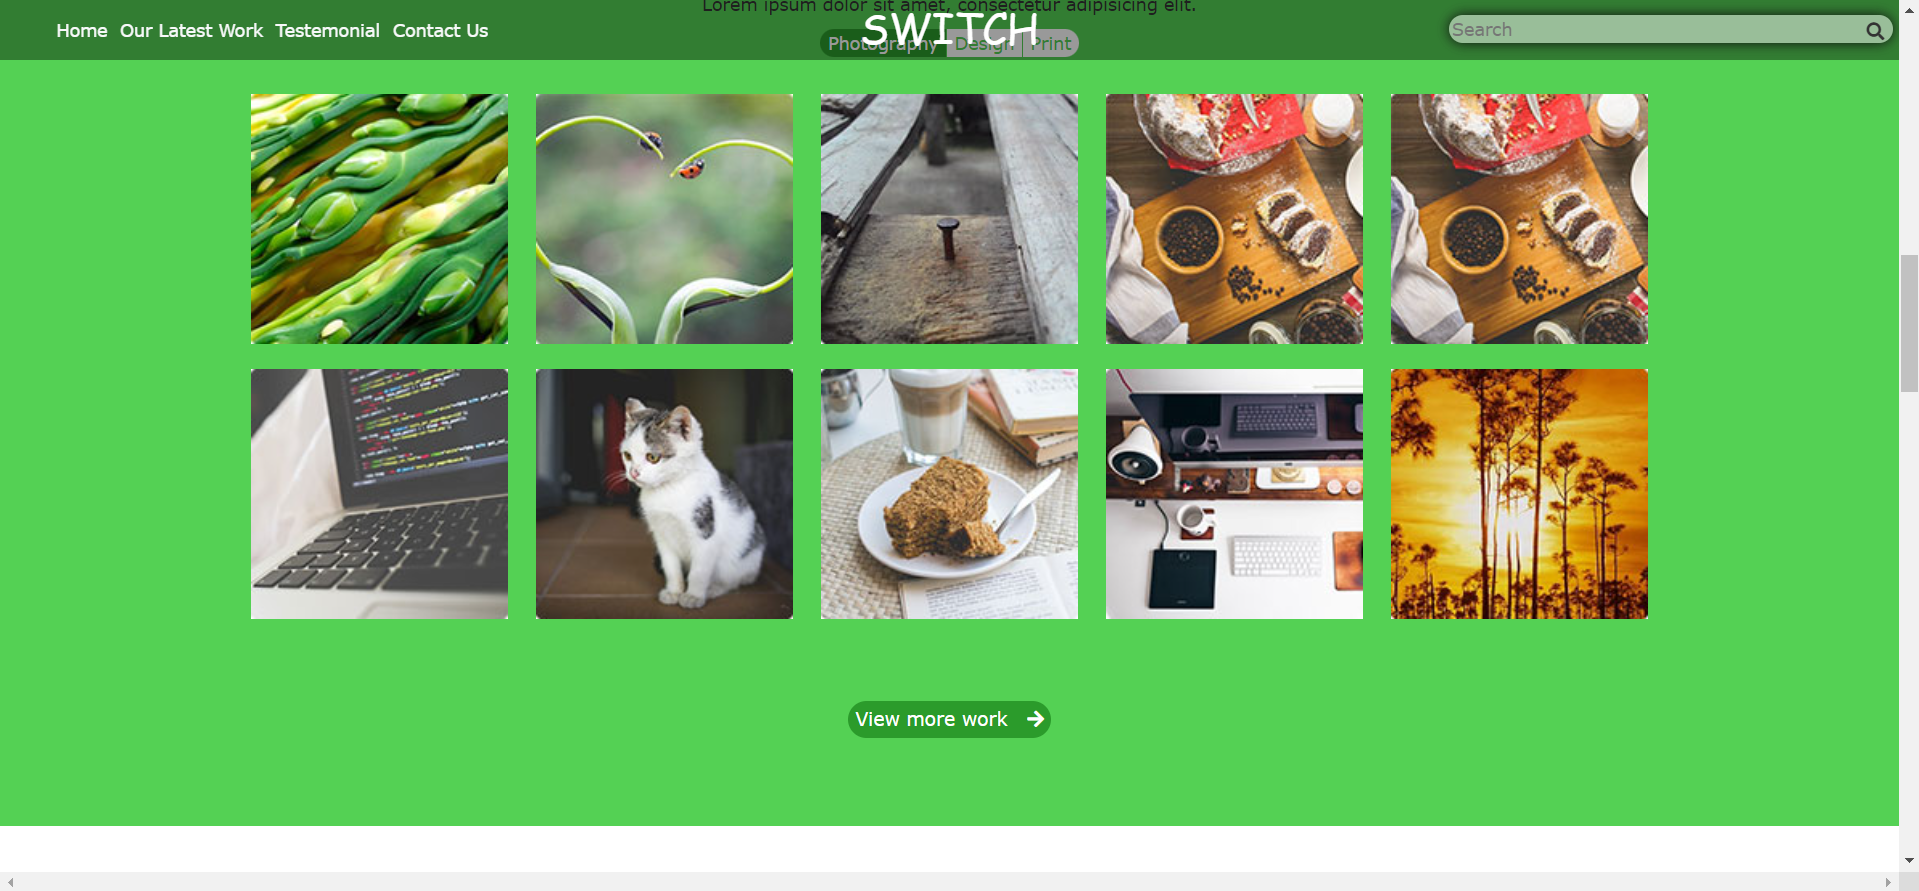 Lorem ipsum dolor sit amet, consectetur adipisicing elit.
Home Our Latest Work Testemonial Contact Us
SWITCH
Search
Photography Design Print
View more work